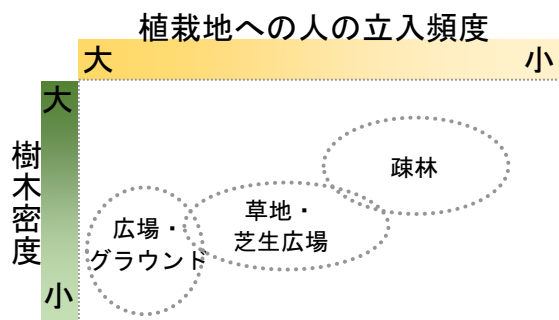 植栽地への人の立入頻度
大
小
大
樹木密度
小
疎林
草地・
芝生広場
広場・
グラウンド